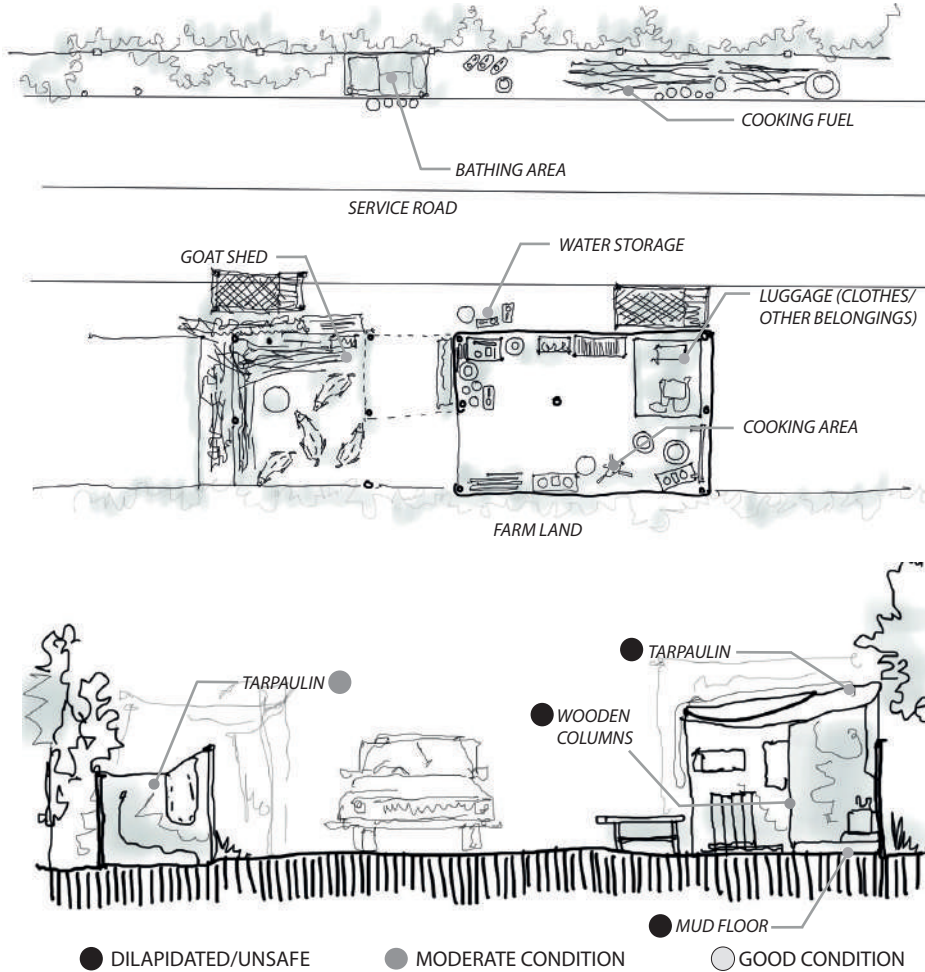 COOKING FUEL
BATHING AREA
SERVICE ROAD
GOAT SHED
WATER STORAGE
LUGGAGE (CLOTHES/
OTHER BELONGINGS)
COOKING AREA
FARM LAND
TARPAULIN
TARPAULIN
WOODEN
COLUMNS
MUD FLOOR
DILAPIDATED/UNSAFE
MODERATE CONDITION
GOOD CONDITION